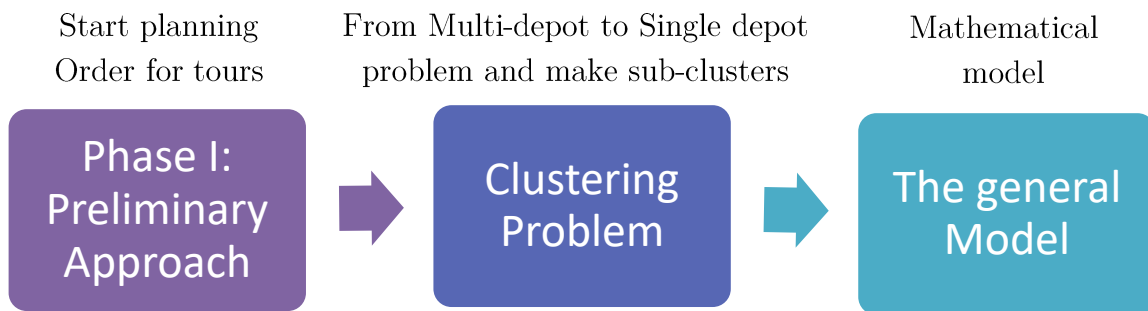 Start planning
Order for tours
From Multi-depot to Single depot
problem and make sub-clusters
Mathematical
model
Phase I:
Preliminary
Approach
Clustering
Problem
The general
Model